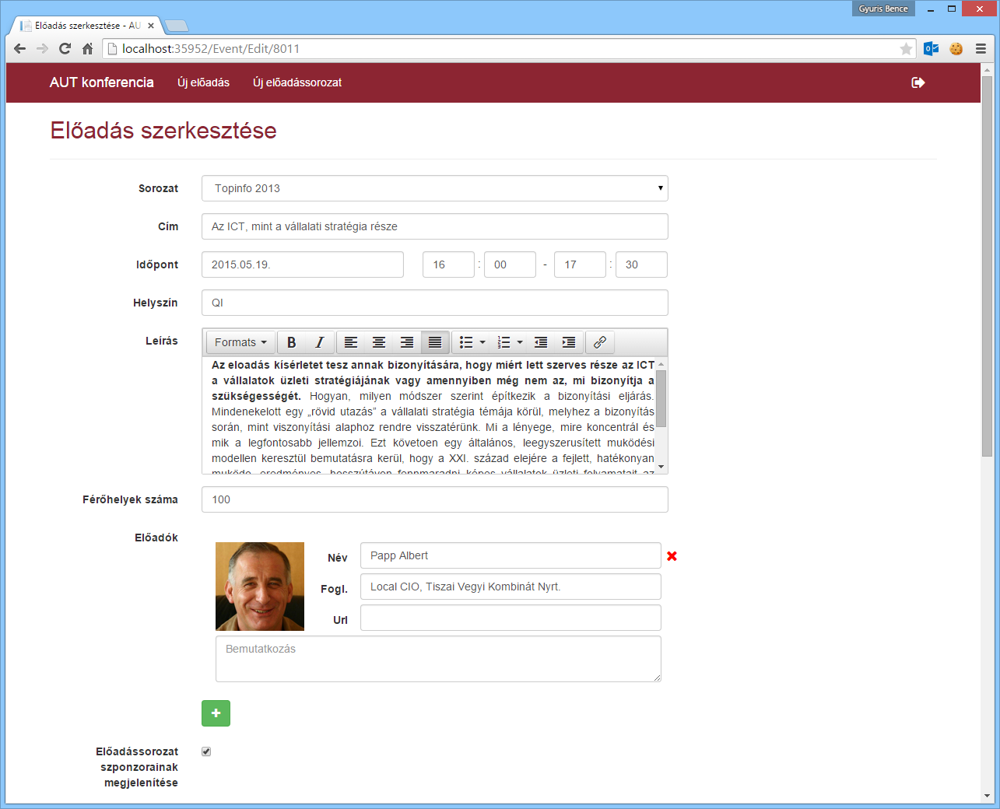 Gyuris Bence
Előadás szerkesztése - AU
localhost:35952/Event/Edit/8011
AUT konferencia Új előadás Új előadássorozat
Előadás szerkesztése
Sorozat Topinfo 2013
Cím Az ICT, mint a vállalati stratégia része
Időpont 2015.05.19. 16 : 00 - 17 : 30
Helyszín QI
Leírás Formats B I
Az eloadás kísérletet tesz annak bizonyítására, hogy miért lett szerves része az ICT
a vállalatok üzleti stratégiájának vagy amennyiben még nem az, mi bizonyítja a
szükségességét. Hogyan, milyen módszer szerint építkezik a bizonyítási eljárás.
Mindenekelott egy „rövid utazás” a vállalati stratégia témája körül, melyhez a bizonyítás
során, mint viszonyítási alaphoz rendre visszatérünk. Mi a lényege, mire koncentrál és
mik a legfontosabb jellemzoi. Ezt követoen egy általános, leegyszerusített muködési
modellen keresztül bemutatásra kerül, hogy a XXI. század elejére a fejlett, hatékonyan
muködo, eredményes, hosszútávon fennmaradni képes vállalatok üzleti folyamatait az
Férőhelyek száma 100
Előadók
Név Papp Albert
Fogl. Local CIO, Tiszai Vegyi Kombinát Nyrt.
Url
Bemutatkozás
Előadássorozat
szponzorainak
megjelenítése